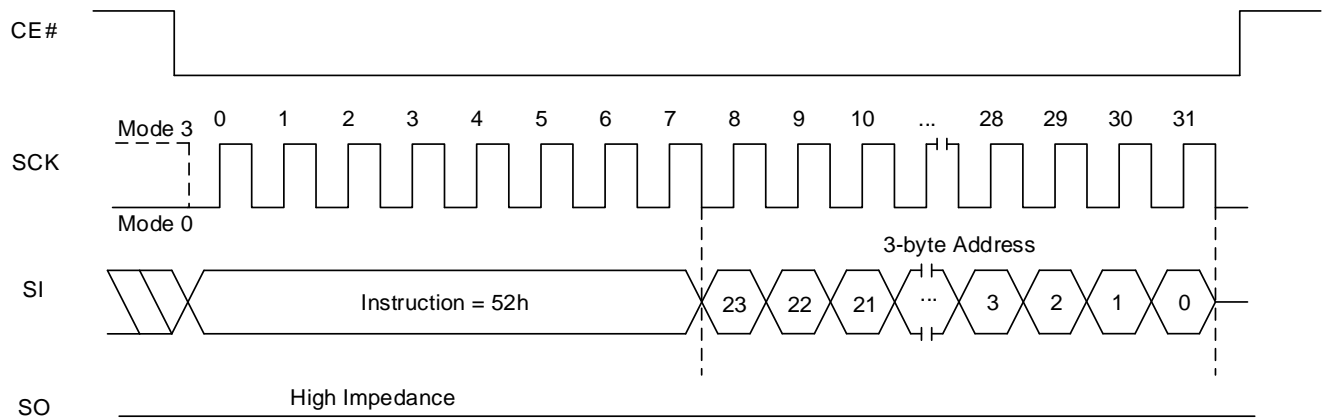 CE#
0 1 2 3 4 5 6 7 8 9 10 ... 28 29 30 31
Mode 3
SCK
Mode 0
3-byte Address
SI
Instruction = 52h
23 22 21 ... 3 2 1 0
High Impedance
SO